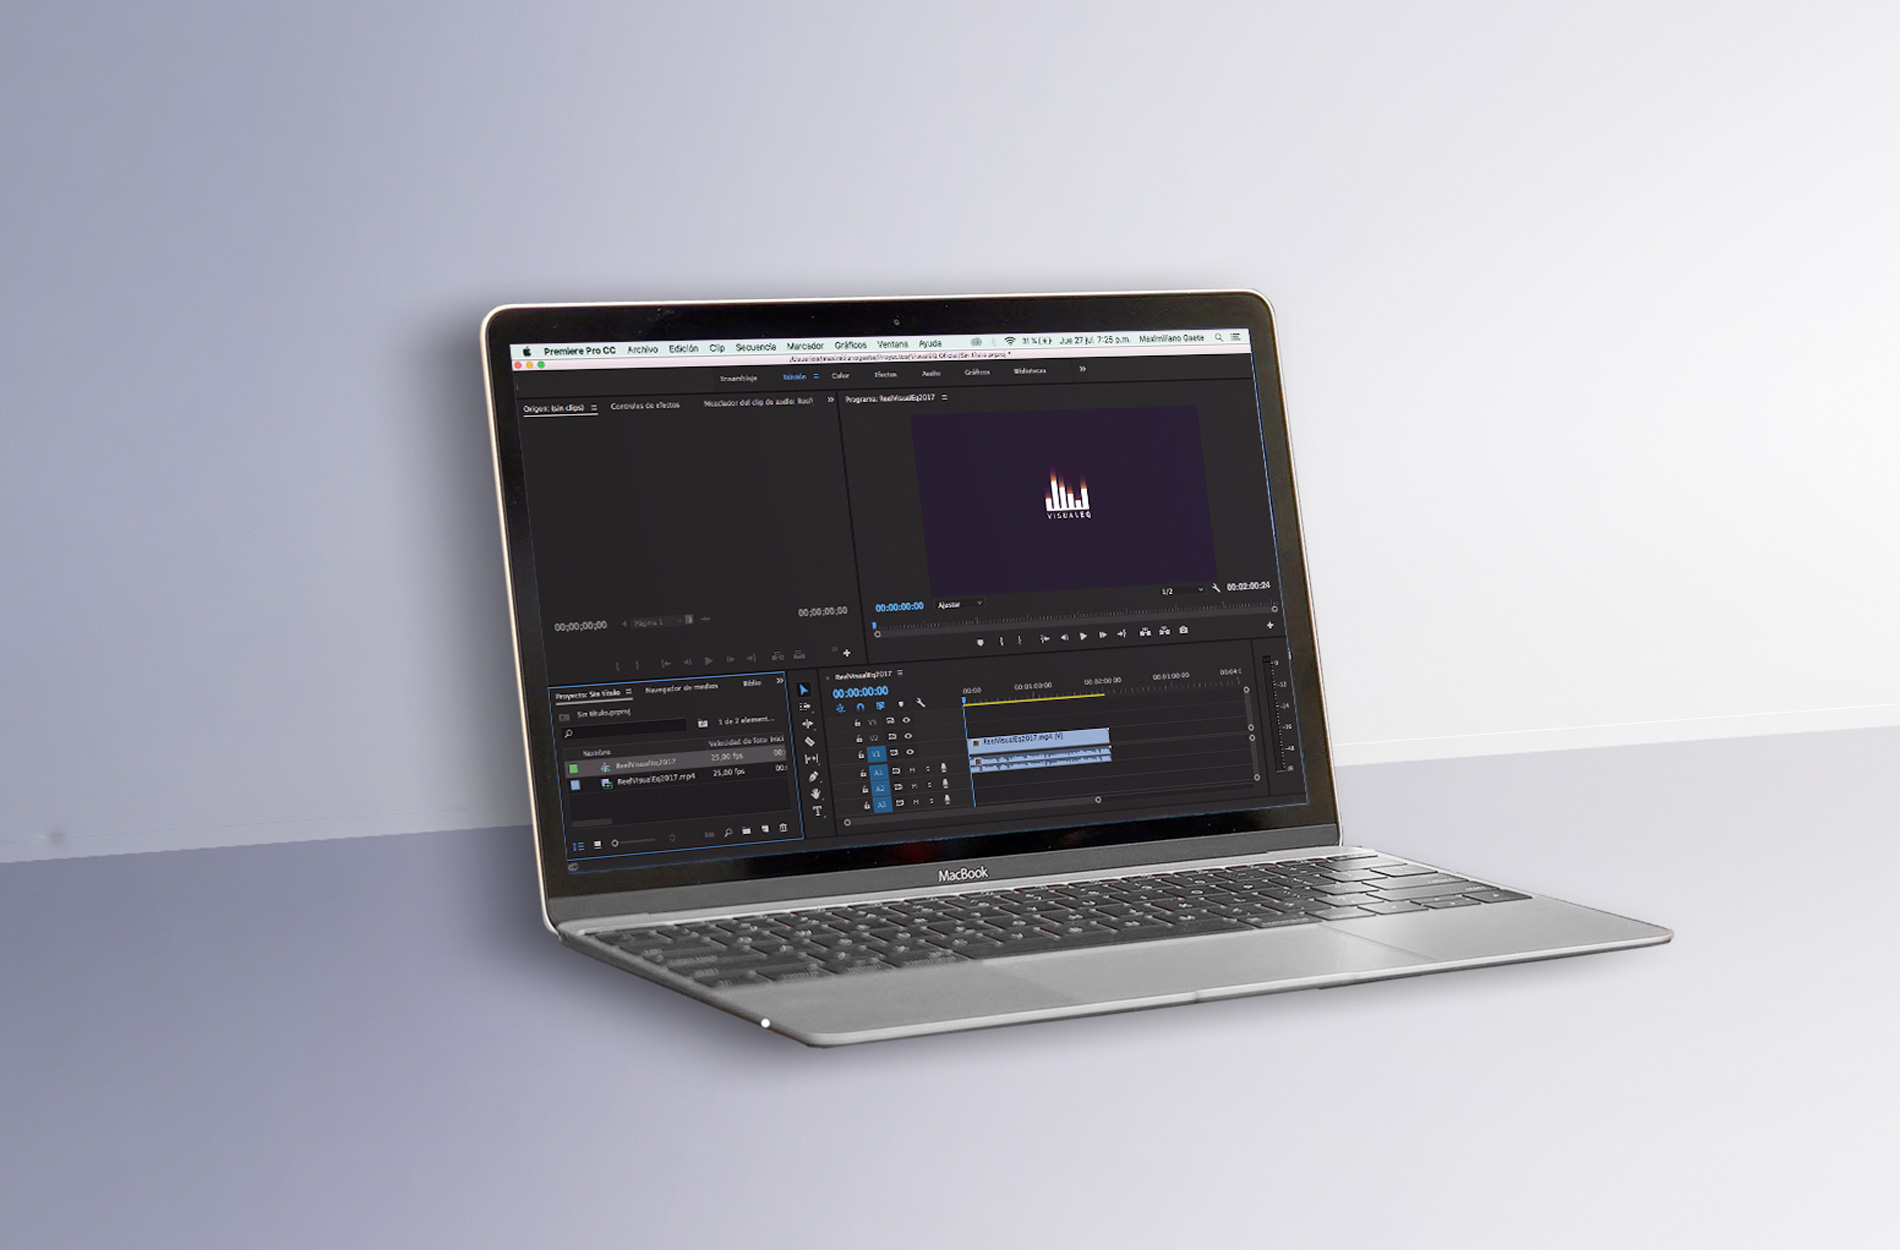 Premiere Pro CC Archivo Edición Clip Secuencia Marcador Gráficos Ventana Ayuda 31 % Jue 27 jul 7:25 p.m. Maximiliano Gaete
Ensamblaje Edición Color Efectos Audio Gráficos Bibliotecas
Origen: (sin clips) Controles de efectos Mezclador del clip de audio: Reel Programa: ReelVisualEq2017
VISUALEQ
00;00;00;00 Página 1 00;00;00;00
00:00:00:00 Ajustar 1/2 00:02:00:24
Proyecto: Sin título Navegador de medios Biblio
Sin título.prproj
1 de 2 element...
Nombre Velocidad de foto Inici
ReelVisualEq2017 25,00 fps 00:
ReelVisualEq2017.mp4 25,00 fps 00:
ReelVisualEq2017
00:00:00:00
:00:00 00:01:00:00 00:02:00:00 00:03:00:00 00:04:
V3
V2
V1
A1 M S
A2 M S
A3 M S
ReelVisualEq2017.mp4 [V]
MacBook